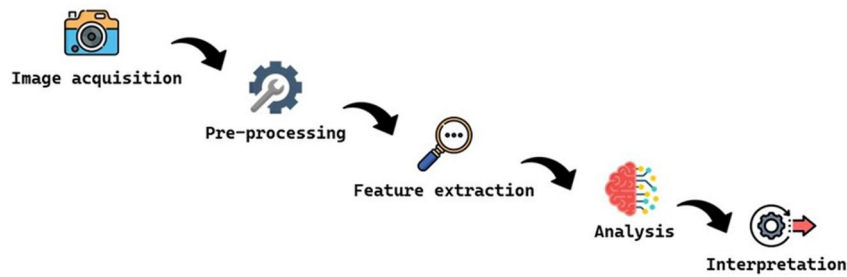 Image acquisition
Pre-processing
Feature extraction
Analysis
Interpretation